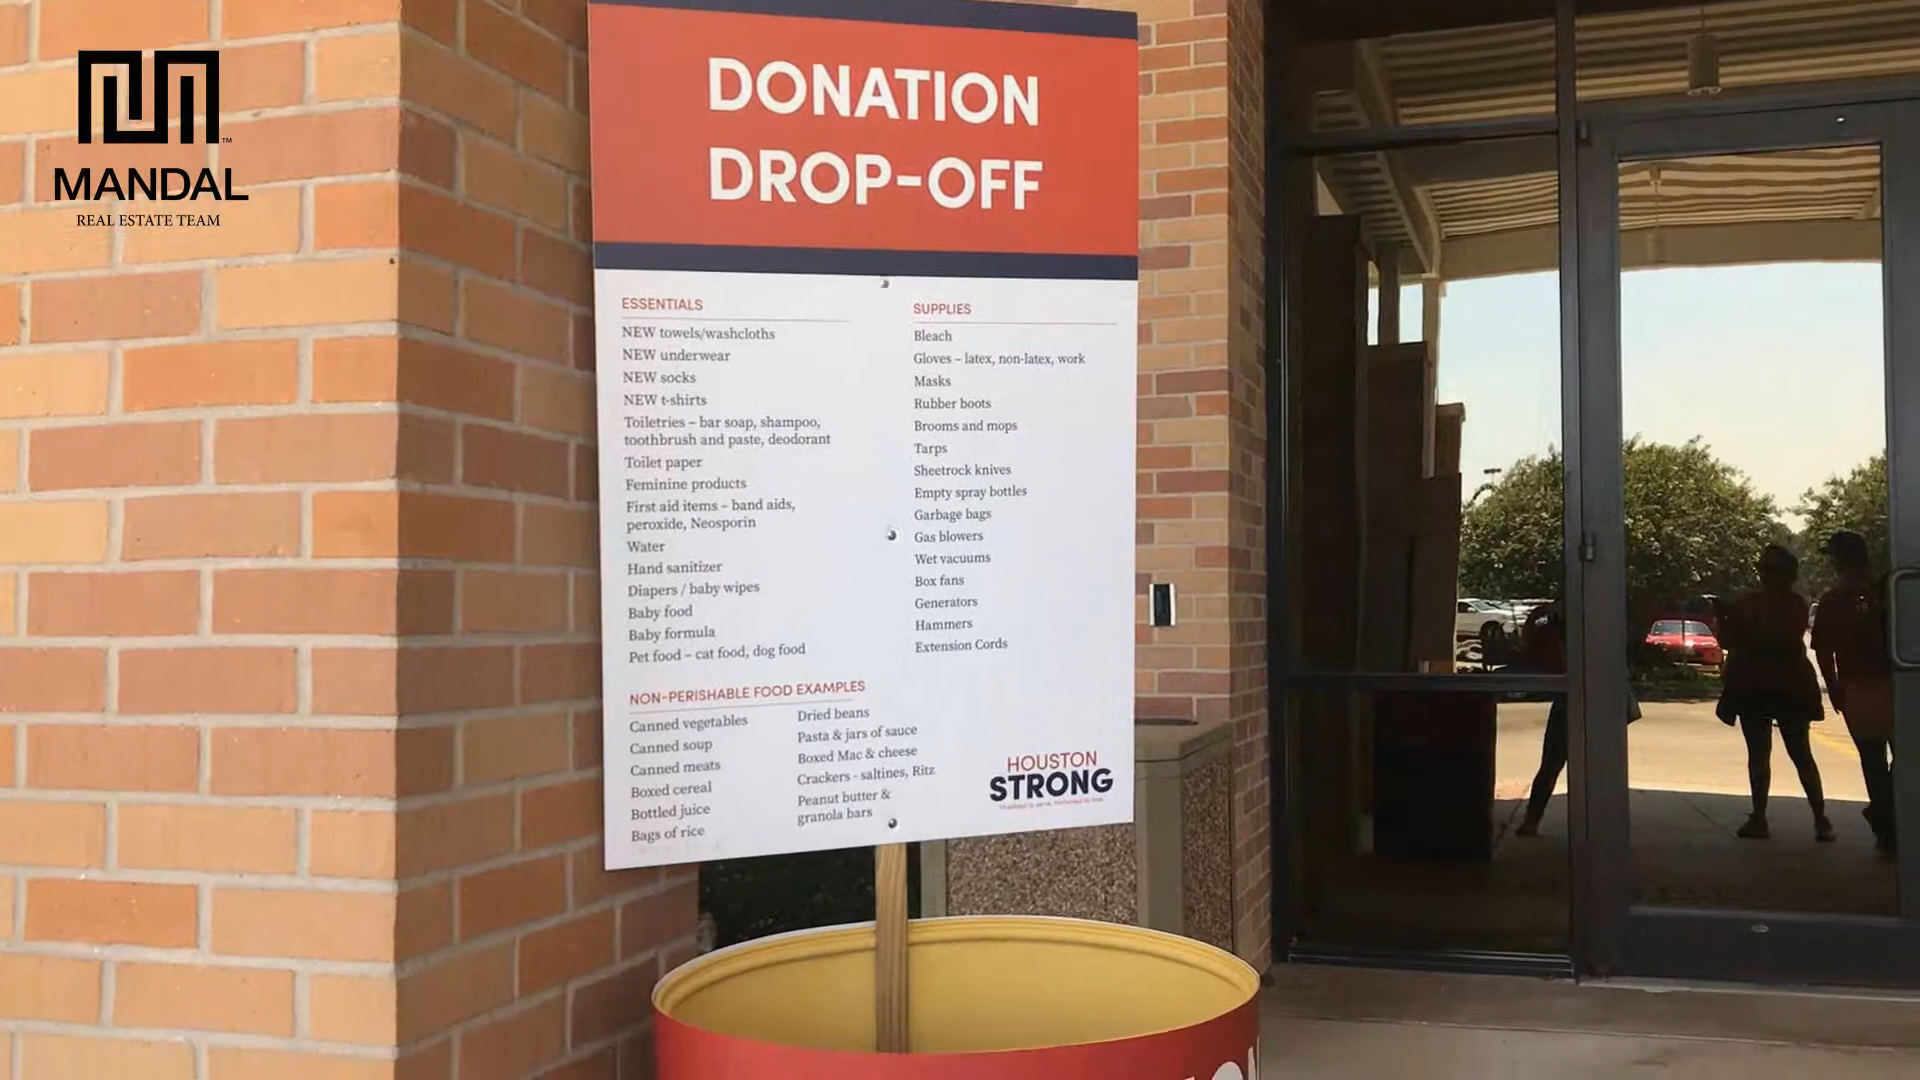 MANDAL
REAL ESTATE TEAM
DONATION
DROP-OFF
ESSENTIALS
NEW towels/washcloths
NEW underwear
NEW socks
NEW t-shirts
Toiletries – bar soap, shampoo,
toothbrush and paste, deodorant
Toilet paper
Feminine products
First aid items – band aids,
peroxide, Neosporin
Water
Hand sanitizer
Diapers / baby wipes
Baby food
Baby formula
Pet food – cat food, dog food
SUPPLIES
Bleach
Gloves – latex, non-latex, work
Masks
Rubber boots
Brooms and mops
Tarps
Sheetrock knives
Empty spray bottles
Garbage bags
Gas blowers
Wet vacuums
Box fans
Generators
Hammers
Extension Cords
NON-PERISHABLE FOOD EXAMPLES
Canned vegetables
Canned soup
Canned meats
Boxed cereal
Bottled juice
Bags of rice
Dried beans
Pasta & jars of sauce
Boxed Mac & cheese
Crackers - saltines, Ritz
Peanut butter &
granola bars
HOUSTON
STRONG